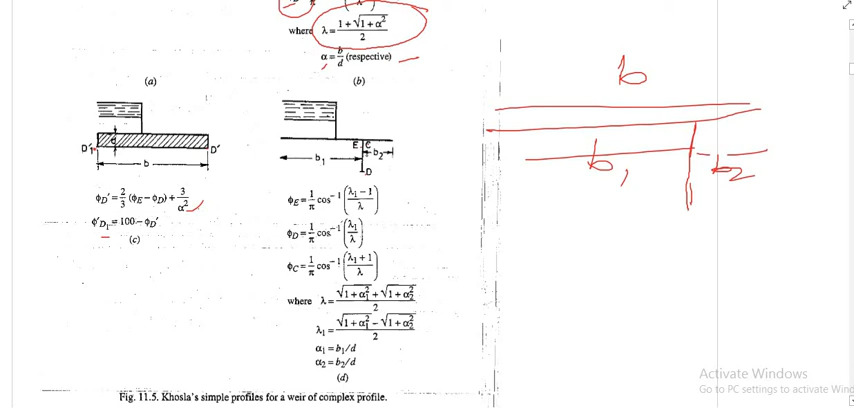 where λ = (1 + √(1 + α²)) / 2
α = b/d (respective)
(a)
(b)
d
D'₁
D'
b
E C
b₁
b₂
D
ϕD' = 2/3 (ϕE − ϕD) + 3/α²
ϕ'D₁ = 100 − ϕD'
(c)
ϕE = 1/π cos⁻¹ ((λ₁ − 1)/λ)
ϕD = 1/π cos⁻¹ (λ₁/λ)
ϕC = 1/π cos⁻¹ ((λ₁ + 1)/λ)
where λ = (√(1 + α₁²) + √(1 + α₂²)) / 2
λ₁ = (√(1 + α₁²) − √(1 + α₂²)) / 2
α₁ = b₁/d
α₂ = b₂/d
(d)
Fig. 11.5. Khosla's simple profiles for a weir of complex profile.
b
b₁
b₂
Activate Windows
Go to PC settings to activate Wind